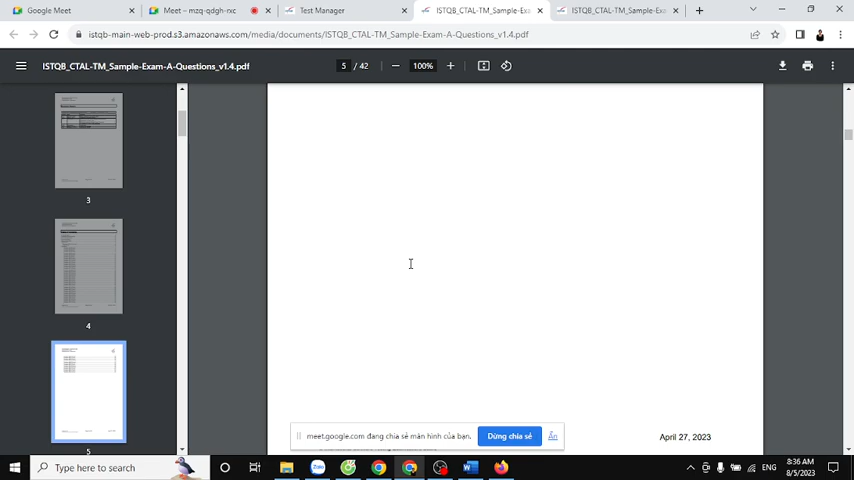 Google Meet
Meet – mzq-qdgh-rxc
Test Manager
ISTQB_CTAL-TM_Sample-Exa
ISTQB_CTAL-TM_Sample-Exa
istqb-main-web-prod.s3.amazonaws.com/media/documents/ISTQB_CTAL-TM_Sample-Exam-A-Questions_v1.4.pdf
ISTQB_CTAL-TM_Sample-Exam-A-Questions_v1.4.pdf
5 / 42
100%
3
4
5
meet.google.com đang chia sẻ màn hình của bạn.
Dừng chia sẻ
Ẩn
April 27, 2023
Type here to search
ENG
8:36 AM
8/5/2023